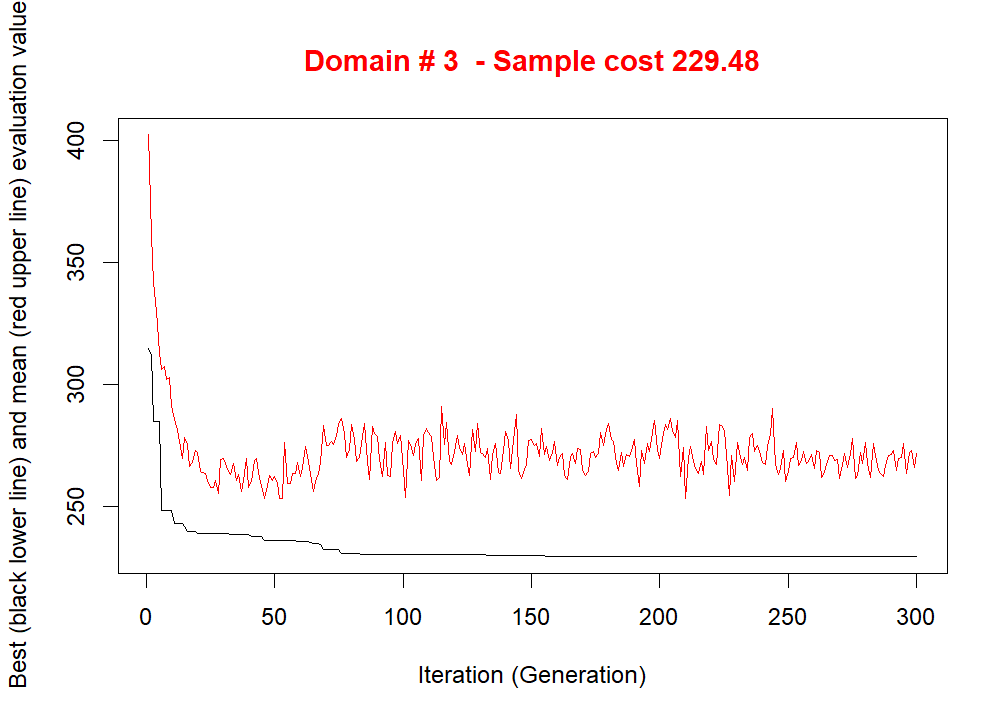 Domain # 3  - Sample cost 229.48
Best (black lower line) and mean (red upper line) evaluation value
400
350
300
250
0 50 100 150 200 250 300
Iteration (Generation)